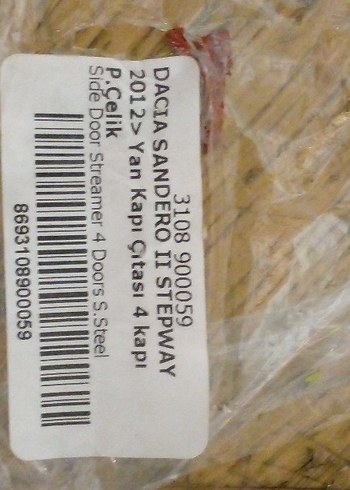 3108 900059
DACIA SANDERO II STEPWAY
2012> Yan Kapı Çıtası 4 kapı
P.Çelik
Side Door Streamer 4 Doors S.Steel
8693108900059